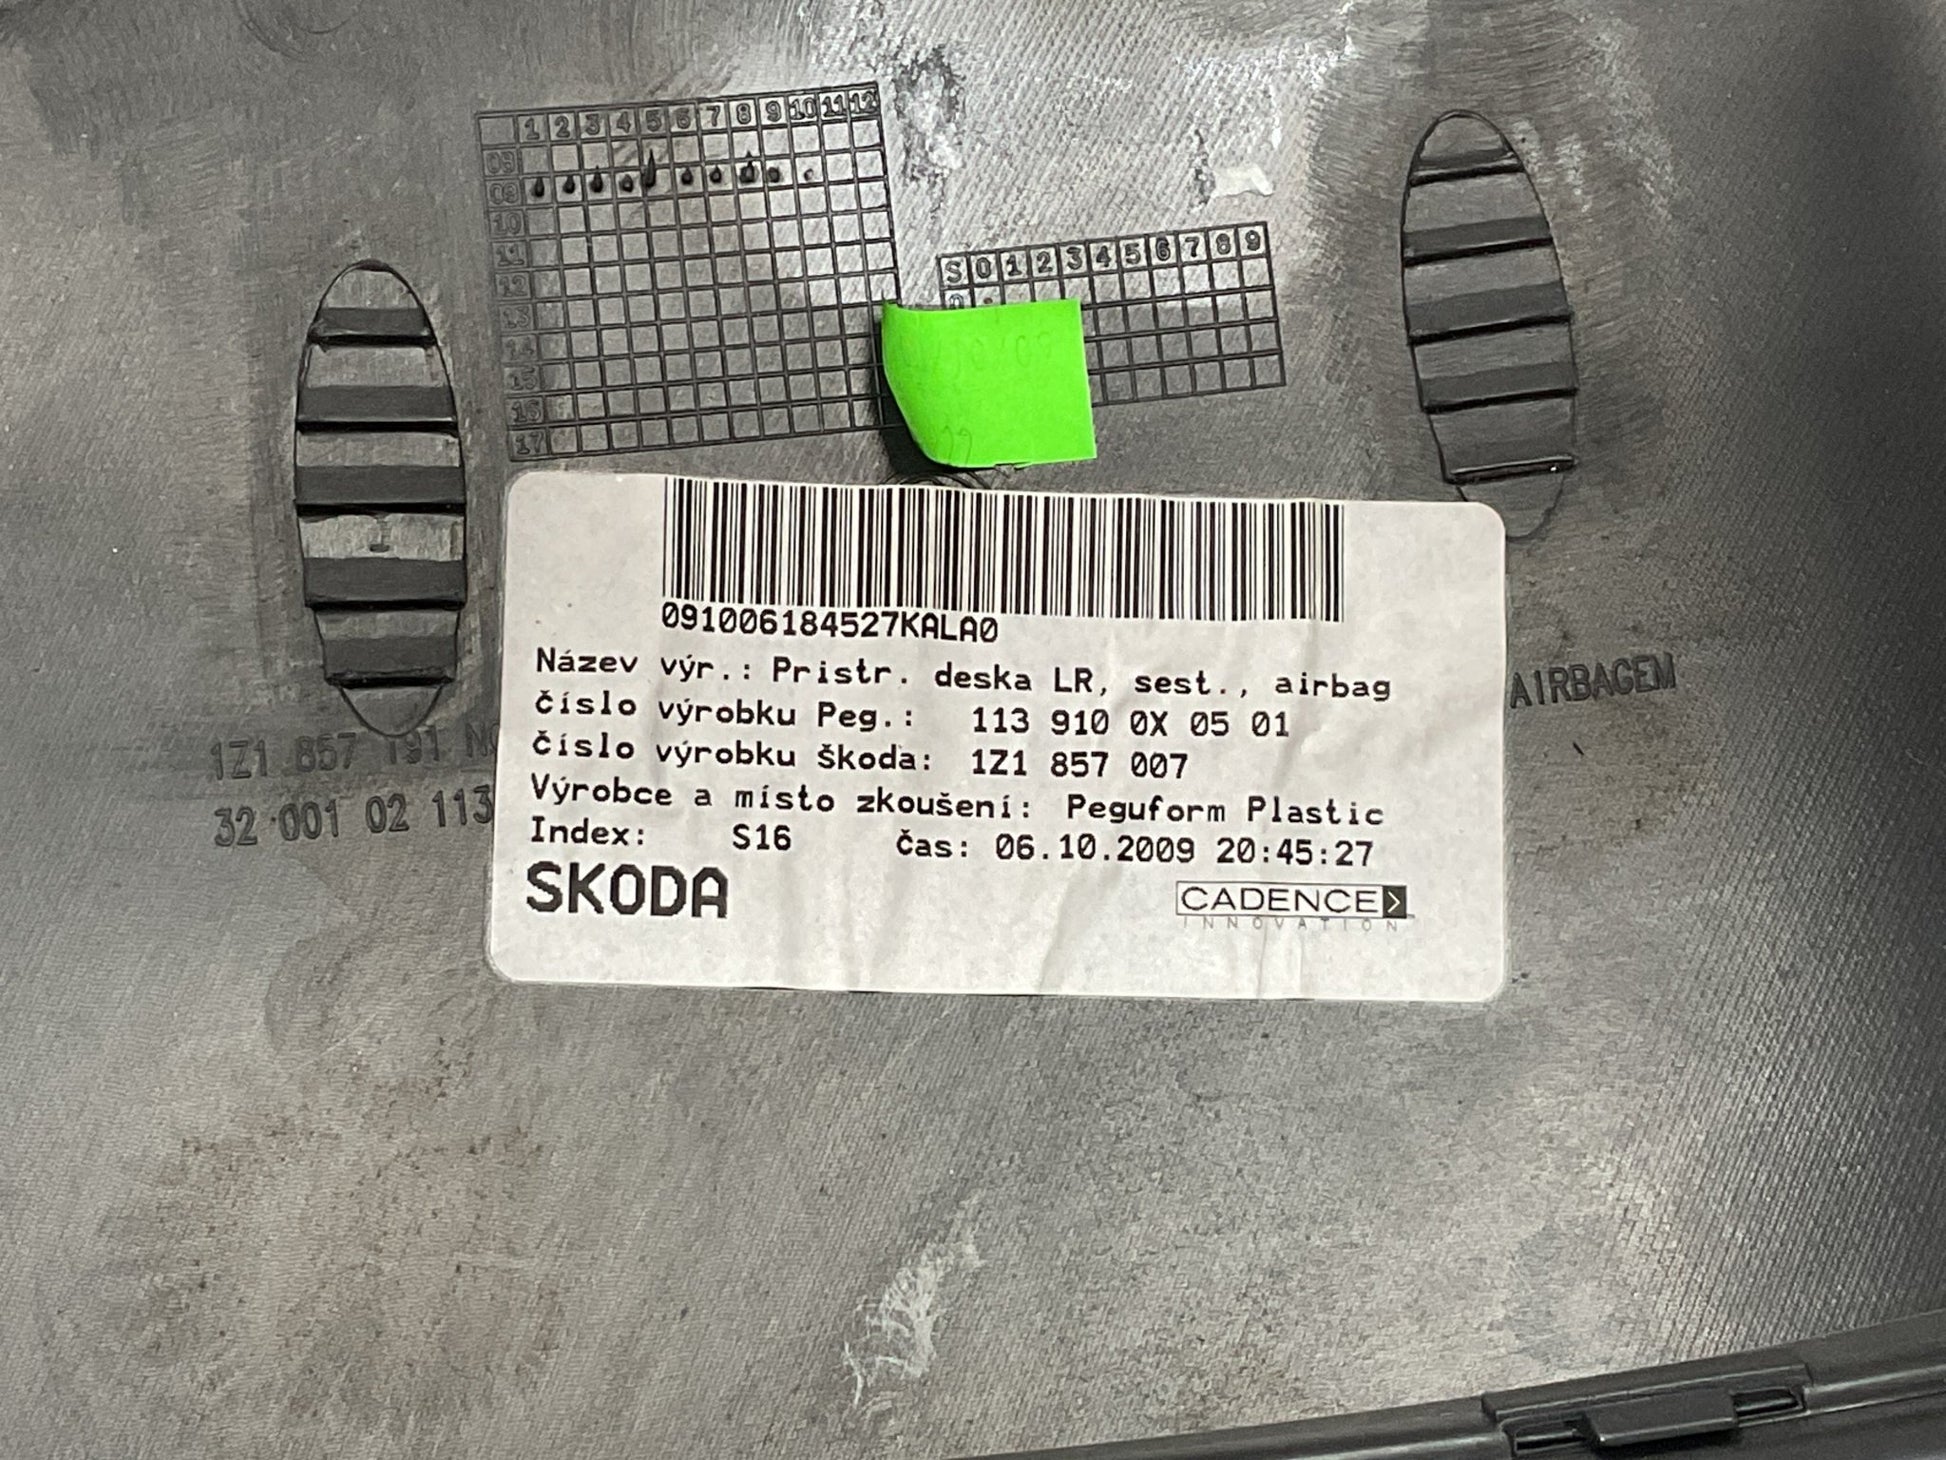 1 2 3 4 5 6 7 8 9 10 11 12
09
10
11
12
13
14
15
16
17
S 0 1 2 3 4 5 6 7 8 9
0
091006184527KALA0
Název výr.: Pristr. deska LR, sest., airbag
číslo výrobku Peg.: 113 910 0X 05 01
číslo výrobku škoda: 1Z1 857 007
Výrobce a místo zkoušení: Peguform Plastic
Index: S16 čas: 06.10.2009 20:45:27
SKODA
CADENCE
INNOVATION
1Z1 857 191
AIRBAGEM
32 001 02 113